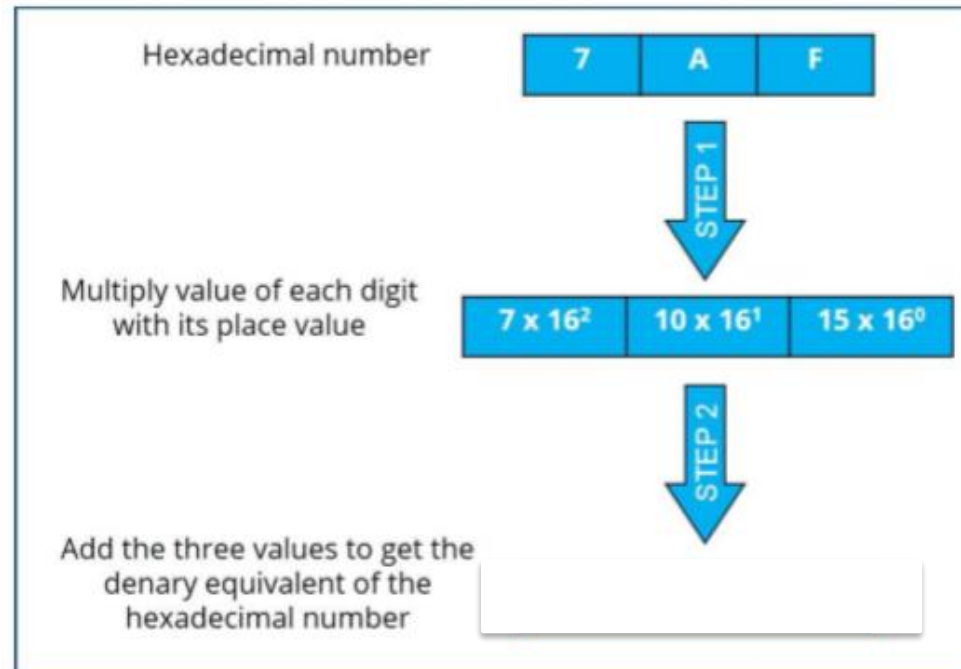 Hexadecimal number
7 A F
STEP 1
Multiply value of each digit
with its place value
7 x 16² 10 x 16¹ 15 x 16⁰
STEP 2
Add the three values to get the
denary equivalent of the
hexadecimal number